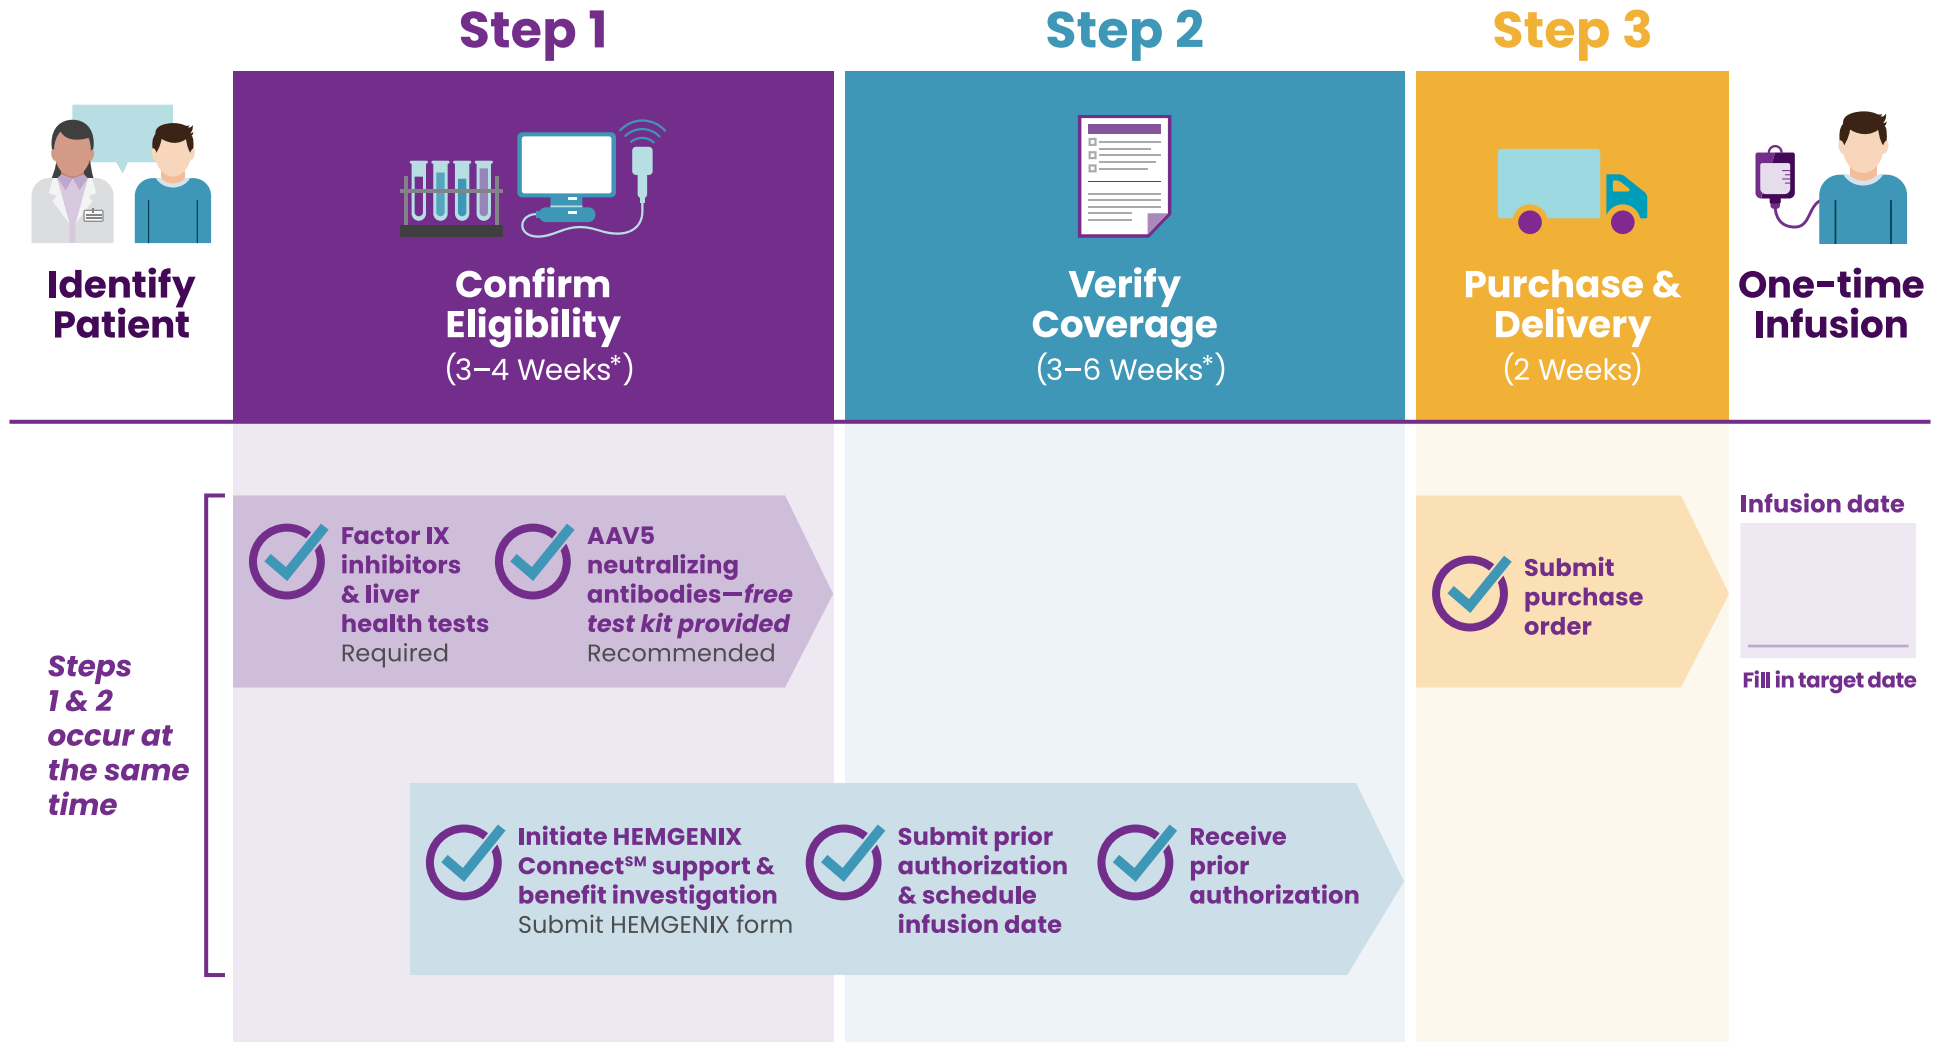 Step 1
Step 2
Step 3
Identify
Patient
Confirm
Eligibility
(3–4 Weeks*)
Verify
Coverage
(3–6 Weeks*)
Purchase &
Delivery
(2 Weeks)
One-time
Infusion
Steps
1 & 2
occur at
the same
time
Factor IX
inhibitors
& liver
health tests
Required
AAV5
neutralizing
antibodies—free
test kit provided
Recommended
Submit
purchase
order
Infusion date
Fill in target date
Initiate HEMGENIX
Connect℠ support &
benefit investigation
Submit HEMGENIX form
Submit prior
authorization
& schedule
infusion date
Receive
prior
authorization